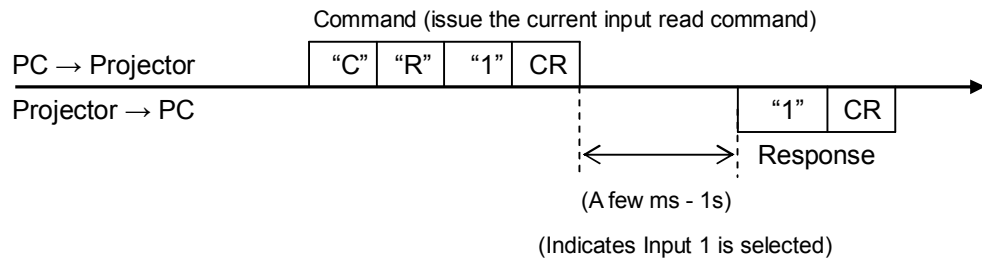 Command (issue the current input read command)
PC → Projector “C” “R” “1” CR
Projector → PC “1” CR
Response
(A few ms - 1s)
(Indicates Input 1 is selected)